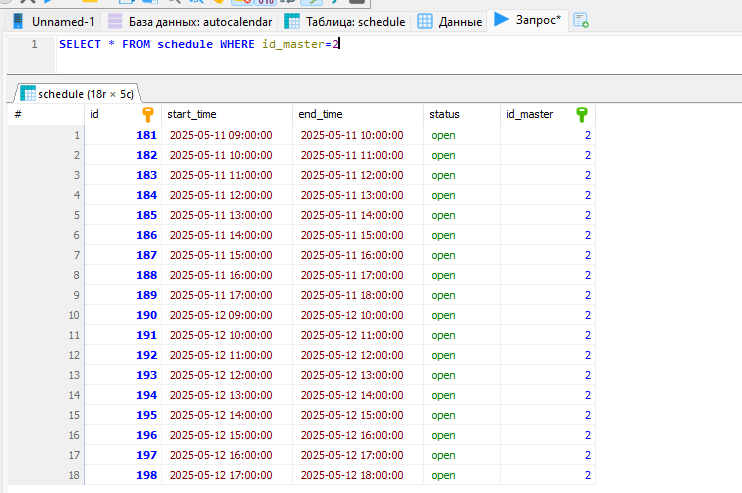 Unnamed-1 База данных: autocalendar Таблица: schedule Данные Запрос*
1 SELECT * FROM schedule WHERE id_master=2
schedule (18r × 5c)
# id start_time end_time status id_master
1 181 2025-05-11 09:00:00 2025-05-11 10:00:00 open 2
2 182 2025-05-11 10:00:00 2025-05-11 11:00:00 open 2
3 183 2025-05-11 11:00:00 2025-05-11 12:00:00 open 2
4 184 2025-05-11 12:00:00 2025-05-11 13:00:00 open 2
5 185 2025-05-11 13:00:00 2025-05-11 14:00:00 open 2
6 186 2025-05-11 14:00:00 2025-05-11 15:00:00 open 2
7 187 2025-05-11 15:00:00 2025-05-11 16:00:00 open 2
8 188 2025-05-11 16:00:00 2025-05-11 17:00:00 open 2
9 189 2025-05-11 17:00:00 2025-05-11 18:00:00 open 2
10 190 2025-05-12 09:00:00 2025-05-12 10:00:00 open 2
11 191 2025-05-12 10:00:00 2025-05-12 11:00:00 open 2
12 192 2025-05-12 11:00:00 2025-05-12 12:00:00 open 2
13 193 2025-05-12 12:00:00 2025-05-12 13:00:00 open 2
14 194 2025-05-12 13:00:00 2025-05-12 14:00:00 open 2
15 195 2025-05-12 14:00:00 2025-05-12 15:00:00 open 2
16 196 2025-05-12 15:00:00 2025-05-12 16:00:00 open 2
17 197 2025-05-12 16:00:00 2025-05-12 17:00:00 open 2
18 198 2025-05-12 17:00:00 2025-05-12 18:00:00 open 2